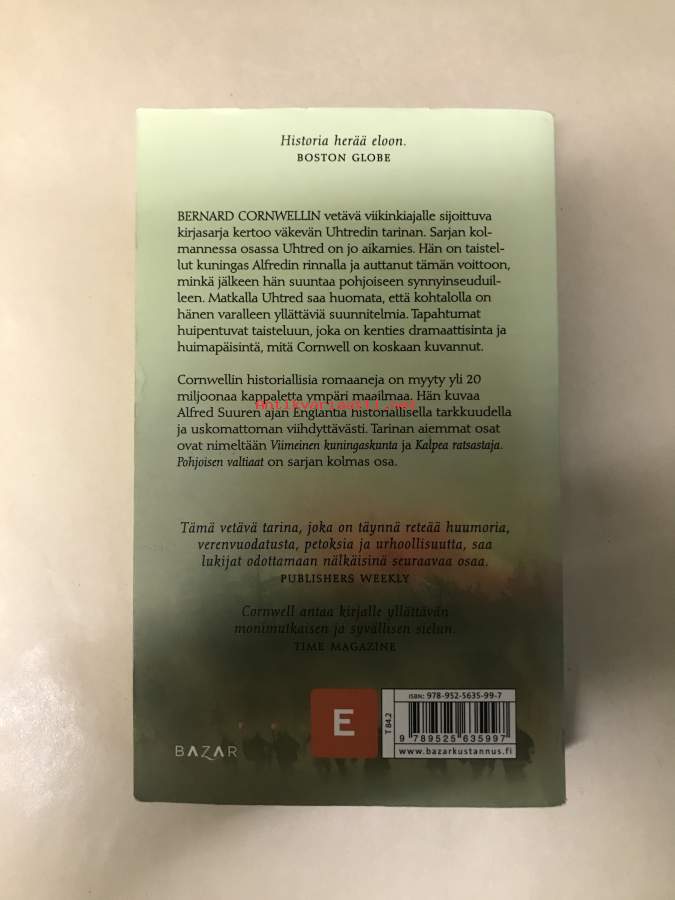 Historia herää eloon.
BOSTON GLOBE
BERNARD CORNWELLIN vetävä viikinkiajalle sijoittuva
kirjasarja kertoo väkevän Uhtredin tarinan. Sarjan kol-
mannessa osassa Uhtred on jo aikamies. Hän on taistel-
lut kuningas Alfredin rinnalla ja auttanut tämän voittoon,
minkä jälkeen hän suuntaa pohjoiseen synnyinseuduil-
leen. Matkalla Uhtred saa huomata, että kohtalolla on
hänen varalleen yllättäviä suunnitelmia. Tapahtumat
huipentuvat taisteluun, joka on kenties dramaattisinta ja
huimapäisintä, mitä Cornwell on koskaan kuvannut.
Cornwellin historiallisia romaaneja on myyty yli 20
miljoonaa kappaletta ympäri maailmaa. Hän kuvaa
Antikvariaatti.net
Alfred Suuren ajan Englantia historiallisella tarkkuudella
ja uskomattoman viihdyttävästi. Tarinan aiemmat osat
ovat nimeltään Viimeinen kuningaskunta ja Kalpea ratsastaja.
Pohjoisen valtiaat on sarjan kolmas osa.
Tämä vetävä tarina, joka on täynnä reteää huumoria,
verenvuodatusta, petoksia ja urhoollisuutta, saa
lukijat odottamaan nälkäisinä seuraavaa osaa.
PUBLISHERS WEEKLY
Cornwell antaa kirjalle yllättävän
monimutkaisen ja syvällisen sielun.
TIME MAGAZINE
BAZAR
E
T 84.2
ISBN: 978-952-5635-99-7
9 789525 635997
www.bazarkustannus.fi